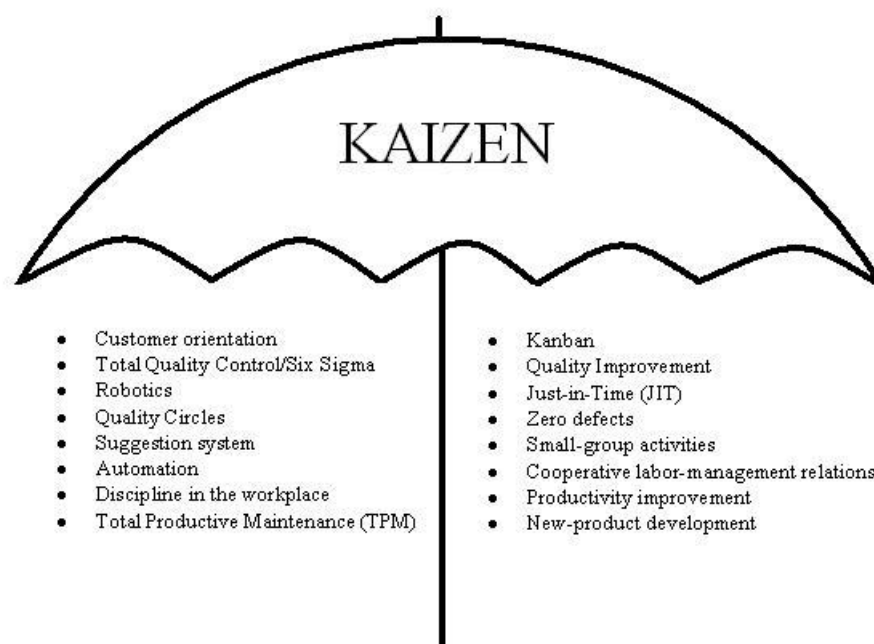 KAIZEN
Customer orientation
Total Quality Control/Six Sigma
Robotics
Quality Circles
Suggestion system
Automation
Discipline in the workplace
Total Productive Maintenance (TPM)
Kanban
Quality Improvement
Just-in-Time (JIT)
Zero defects
Small-group activities
Cooperative labor-management relations
Productivity improvement
New-product development